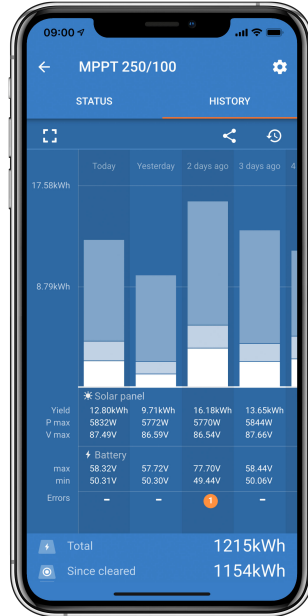 09:00
MPPT 250/100
STATUS HISTORY
Today Yesterday 2 days ago 3 days ago 4
17.58kWh
8.79kWh
Solar panel
Yield 12.80kWh 9.71kWh 16.18kWh 13.65kWh
P max 5832W 5772W 5770W 5844W
V max 87.49V 86.59V 86.54V 87.66V
Battery
max 58.32V 57.72V 77.70V 58.44V
min 50.31V 50.30V 49.44V 50.06V
Errors – – 1 –
Total 1215kWh
Since cleared 1154kWh